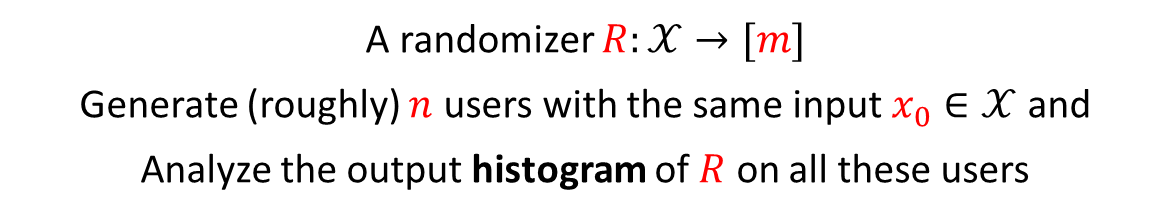 A randomizer R: 𝒳 → [m]
Generate (roughly) n users with the same input x₀ ∈ 𝒳 and
Analyze the output histogram of R on all these users